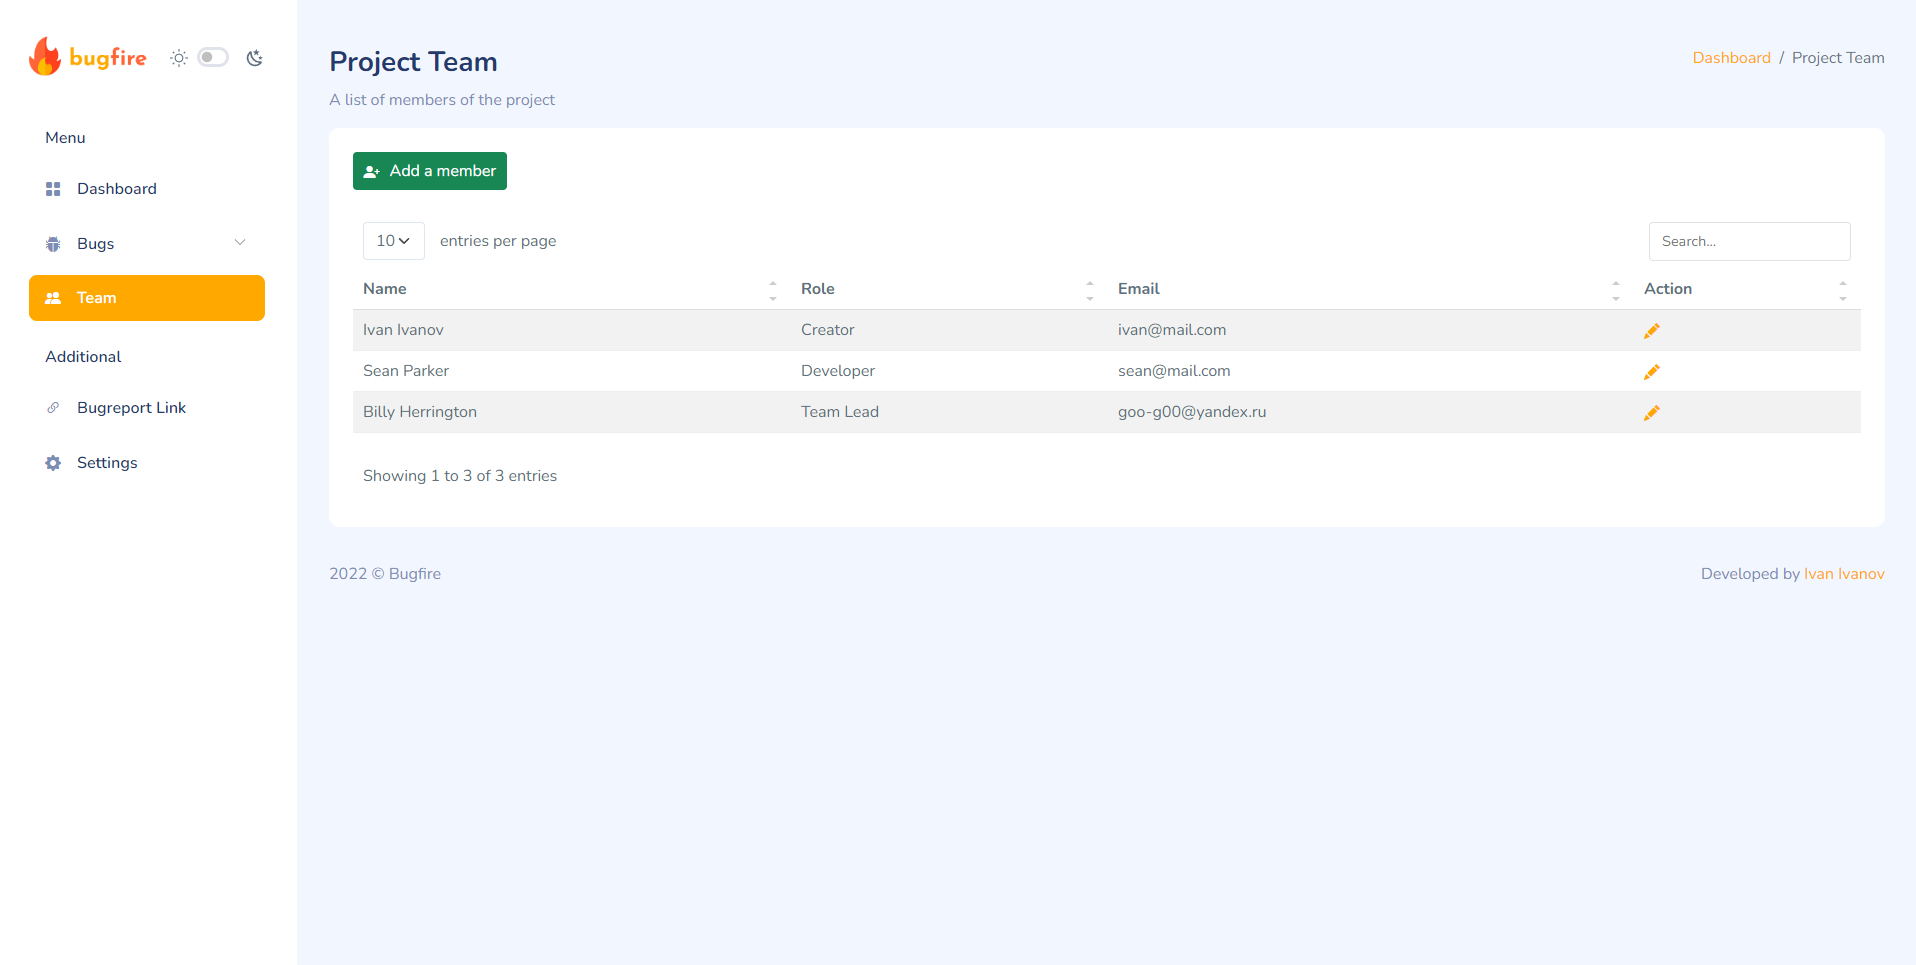 bugfire
Menu
Dashboard
Bugs
Team
Additional
Bugreport Link
Settings
Project Team
Dashboard / Project Team
A list of members of the project
Add a member
10 entries per page
Search...
Name Role Email Action
Ivan Ivanov Creator ivan@mail.com
Sean Parker Developer sean@mail.com
Billy Herrington Team Lead goo-g00@yandex.ru
Showing 1 to 3 of 3 entries
2022 © Bugfire
Developed by Ivan Ivanov